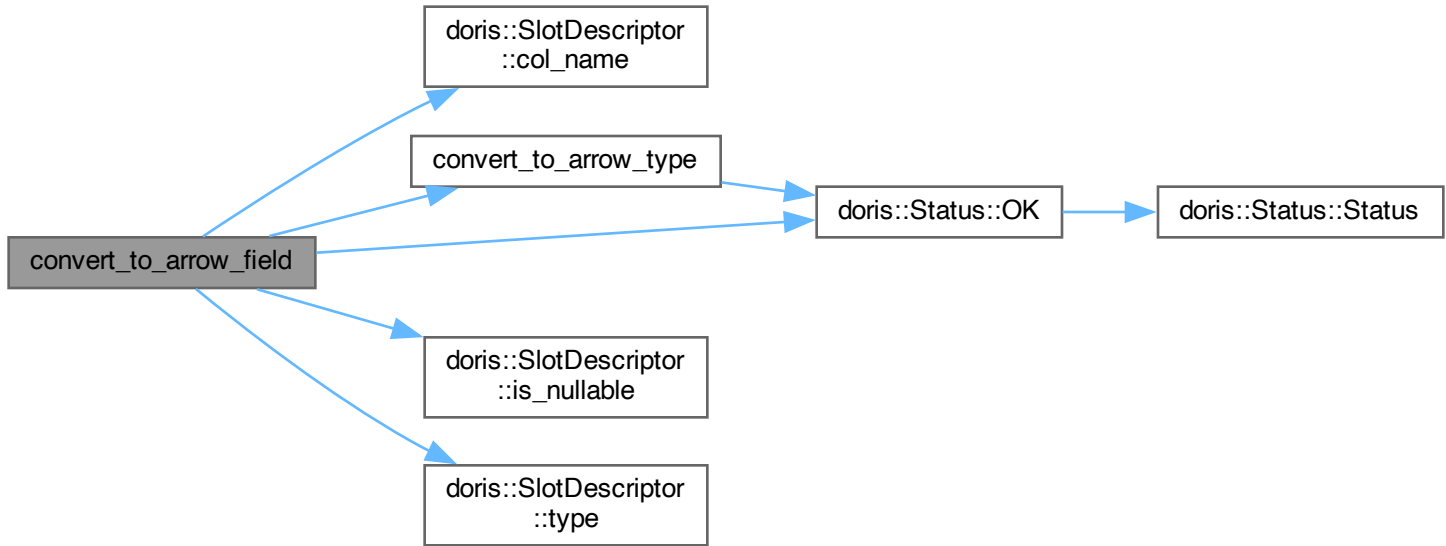 doris::SlotDescriptor
::col_name
convert_to_arrow_type
doris::Status::OK
doris::Status::Status
convert_to_arrow_field
doris::SlotDescriptor
::is_nullable
doris::SlotDescriptor
::type